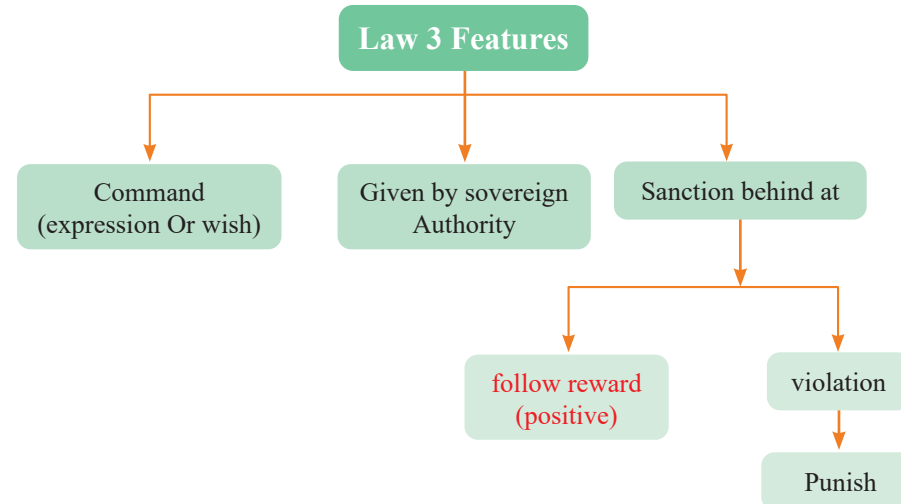 Law 3 Features
Command
(expression Or wish)
Given by sovereign
Authority
Sanction behind at
follow reward
(positive)
violation
Punish